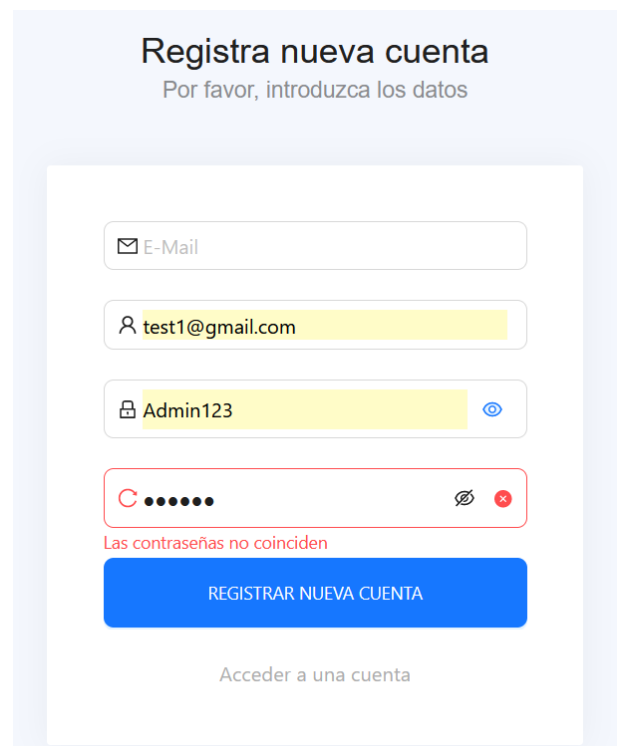 Registra nueva cuenta
Por favor, introduzca los datos
E-Mail
test1@gmail.com
Admin123
••••••
Las contraseñas no coinciden
REGISTRAR NUEVA CUENTA
Acceder a una cuenta